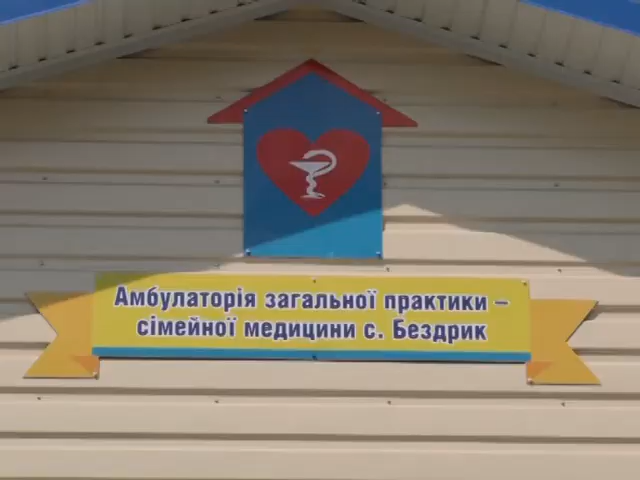 Амбулаторія загальної практики –
сімейної медицини с. Бездрик